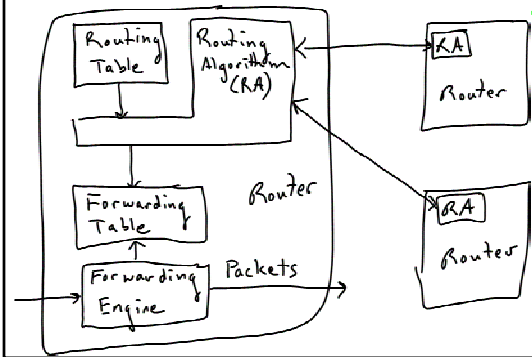 Routing
Table
Routing
Algorithm
(RA)
RA
Router
Forwarding
Table
Router
RA
Router
Forwarding
Engine
Packets